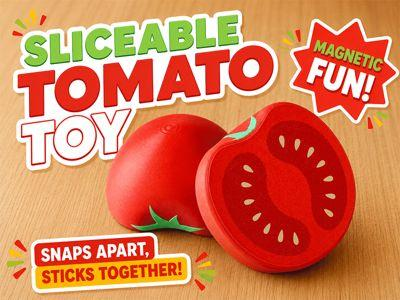 SLICEABLE
TOMATO
TOY
MAGNETIC
FUN!
SNAPS APART,
STICKS TOGETHER!